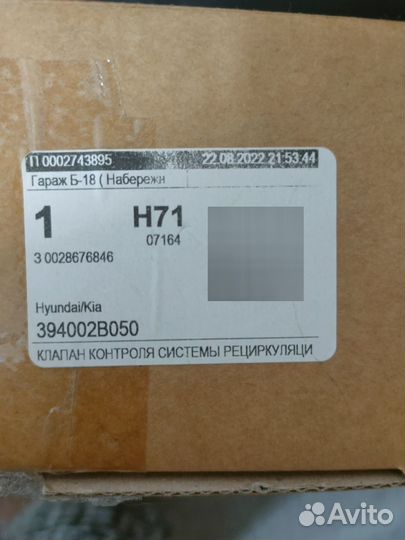 П 0002743895 22.08.2022 21:53:44
Гараж Б-18 ( Набережн
1 H71
07164
З 0028676846
Hyundai/Kia
394002B050
КЛАПАН КОНТРОЛЯ СИСТЕМЫ РЕЦИРКУЛЯЦИ
Avito